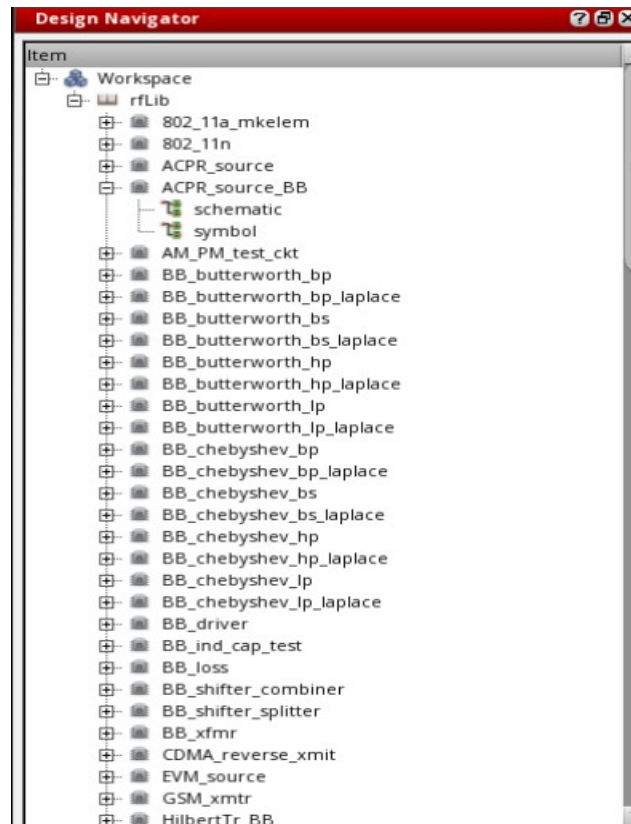 Design Navigator
Item
Workspace
rfLib
802_11a_mkelem
802_11n
ACPR_source
ACPR_source_BB
schematic
symbol
AM_PM_test_ckt
BB_butterworth_bp
BB_butterworth_bp_laplace
BB_butterworth_bs
BB_butterworth_bs_laplace
BB_butterworth_hp
BB_butterworth_hp_laplace
BB_butterworth_lp
BB_butterworth_lp_laplace
BB_chebyshev_bp
BB_chebyshev_bp_laplace
BB_chebyshev_bs
BB_chebyshev_bs_laplace
BB_chebyshev_hp
BB_chebyshev_hp_laplace
BB_chebyshev_lp
BB_chebyshev_lp_laplace
BB_driver
BB_ind_cap_test
BB_loss
BB_shifter_combiner
BB_shifter_splitter
BB_xfmr
CDMA_reverse_xmit
EVM_source
GSM_xmtr
HilbertTr_BB